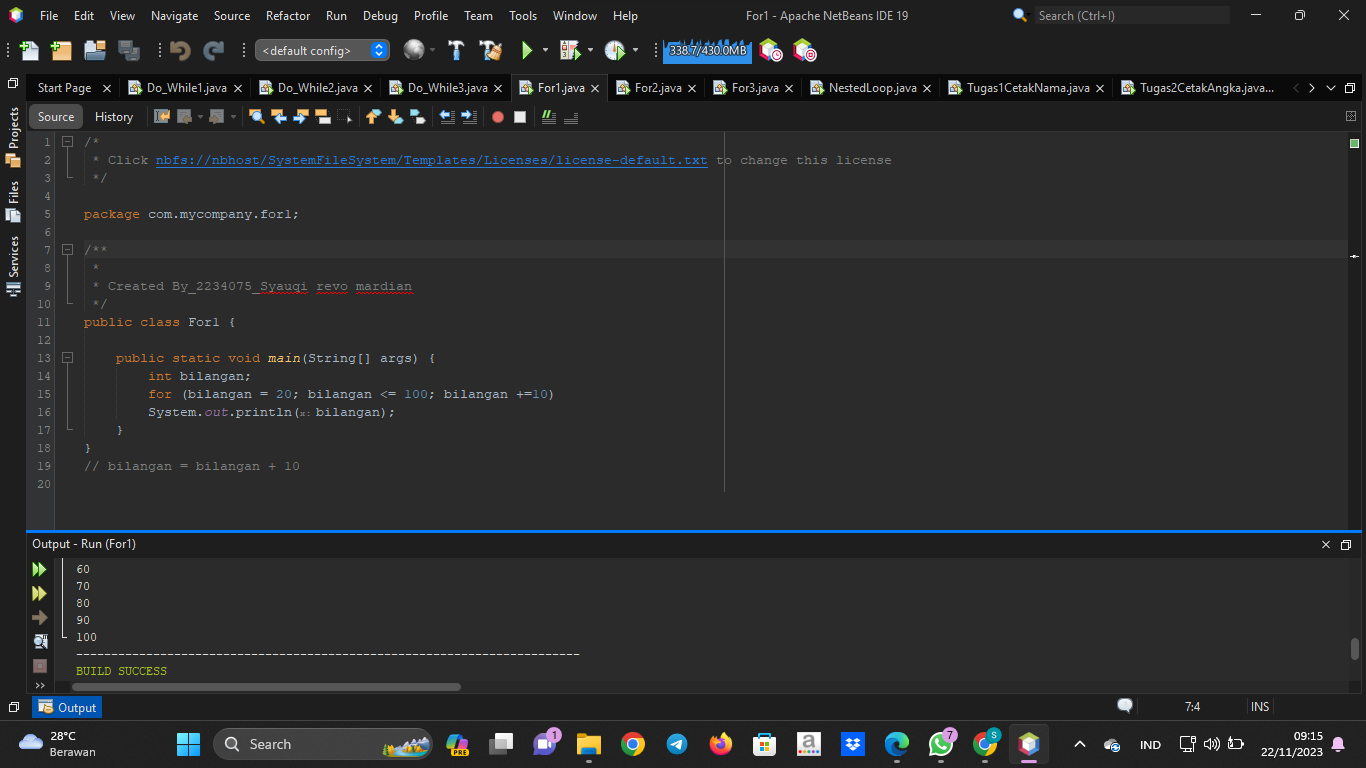 File Edit View Navigate Source Refactor Run Debug Profile Team Tools Window Help
For1 - Apache NetBeans IDE 19
Search (Ctrl+I)
<default config>
338.7/430.0MB
Start Page Do_While1.java Do_While2.java Do_While3.java For1.java For2.java For3.java NestedLoop.java Tugas1CetakNama.java Tugas2CetakAngka.java...
Source History
Projects
Files
Services
1 /*
2 * Click nbfs://nbhost/SystemFileSystem/Templates/Licenses/license-default.txt to change this license
3 */
4
5 package com.mycompany.for1;
6
7 /**
8 *
9 * Created By_2234075_Syauqi revo mardian
10 */
11 public class For1 {
12
13 public static void main(String[] args) {
14 int bilangan;
15 for (bilangan = 20; bilangan <= 100; bilangan +=10)
16 System.out.println(x: bilangan);
17 }
18 }
19 // bilangan = bilangan + 10
20
Output - Run (For1)
60
70
80
90
100
------------------------------------------------------------------------
BUILD SUCCESS
Output
7:4 INS
28°C
Berawan
Search
PRE
1
7
S
IND
09:15
22/11/2023